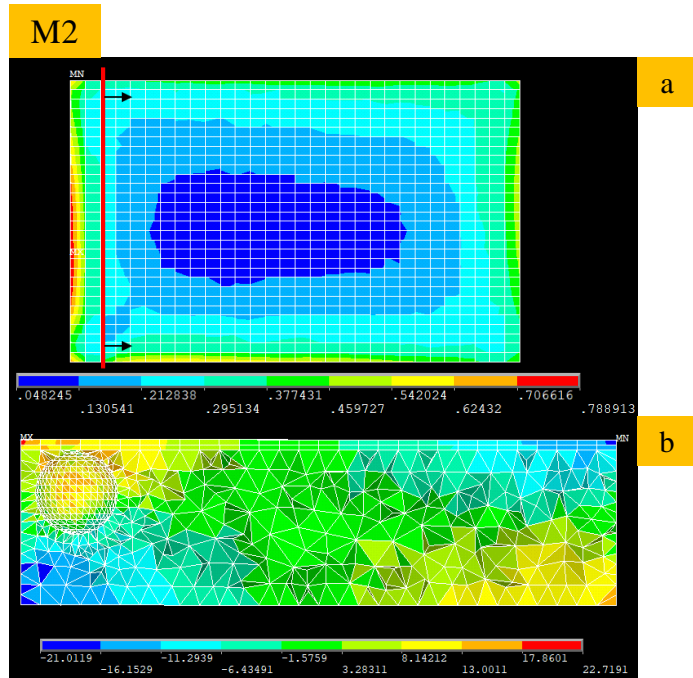 M2
a
MN
MX
.048245 .212838 .377431 .542024 .706616
.130541 .295134 .459727 .62432 .788913
b
MX MN
-21.0119 -11.2939 -1.5759 8.14212 17.8601
-16.1529 -6.43491 3.28311 13.0011 22.7191